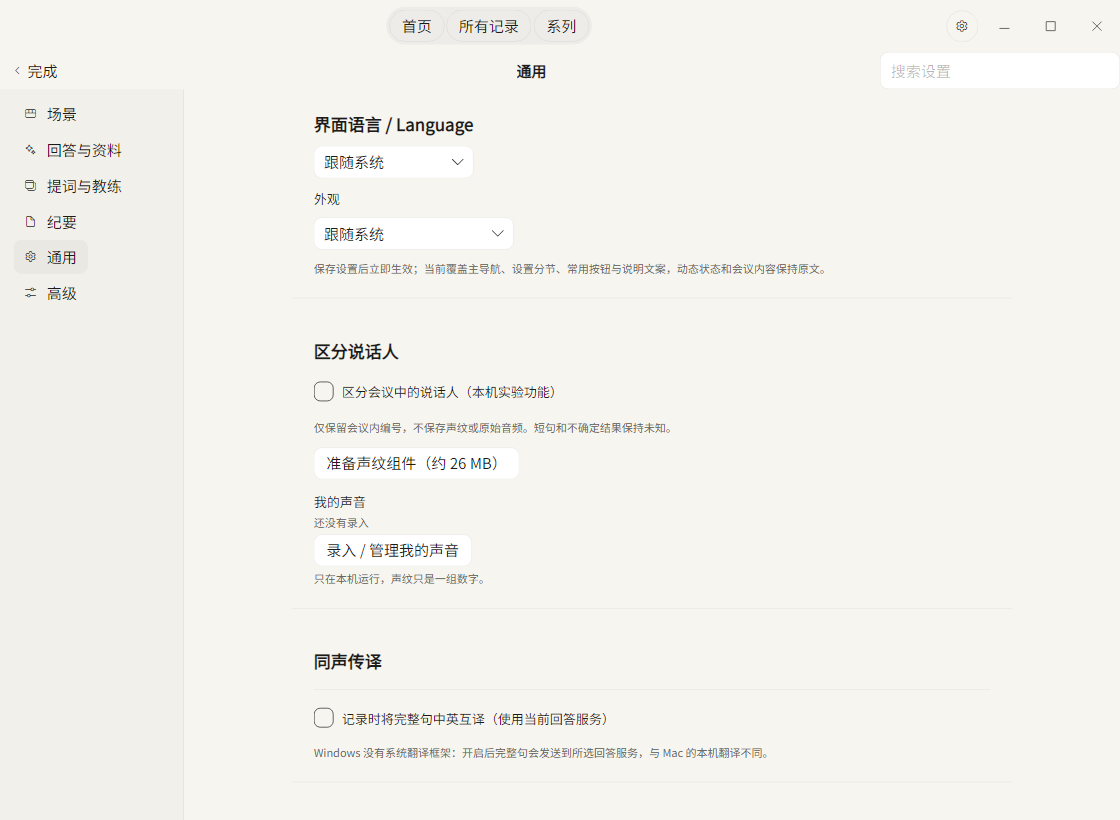 首页 所有记录 系列
完成
通用
搜索设置
场景
回答与资料
提词与教练
纪要
通用
高级
界面语言 / Language
跟随系统
外观
跟随系统
保存设置后立即生效；当前覆盖主导航、设置分节、常用按钮与说明文案，动态状态和会议内容保持原文。
区分说话人
区分会议中的说话人（本机实验功能）
仅保留会议内编号，不保存声纹或原始音频。短句和不确定结果保持未知。
准备声纹组件（约 26 MB）
我的声音
还没有录入
录入 / 管理我的声音
只在本机运行，声纹只是一组数字。
同声传译
记录时将完整句中英互译（使用当前回答服务）
Windows 没有系统翻译框架：开启后完整句会发送到所选回答服务，与 Mac 的本机翻译不同。